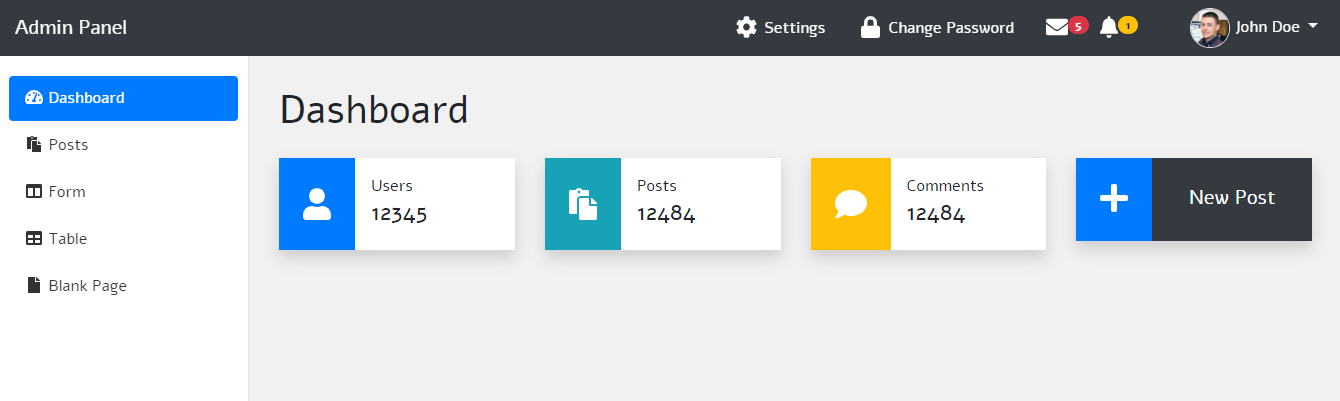 Admin Panel
Settings
Change Password
5
1
John Doe
Dashboard
Posts
Form
Table
Blank Page
Dashboard
Users
12345
Posts
12484
Comments
12484
New Post